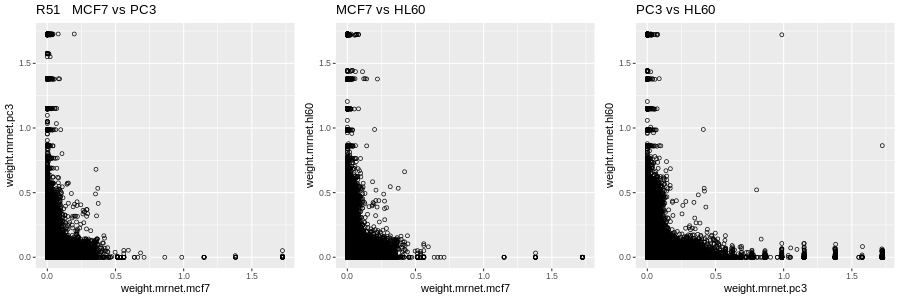 R51 MCF7 vs PC3
MCF7 vs HL60
PC3 vs HL60
weight.mrnet.pc3
1.5
1.0
0.5
0.0
0.0 0.5 1.0 1.5
weight.mrnet.mcf7
weight.mrnet.hl60
1.5
1.0
0.5
0.0
0.0 0.5 1.0 1.5
weight.mrnet.mcf7
weight.mrnet.hl60
1.5
1.0
0.5
0.0
0.0 0.5 1.0 1.5
weight.mrnet.pc3